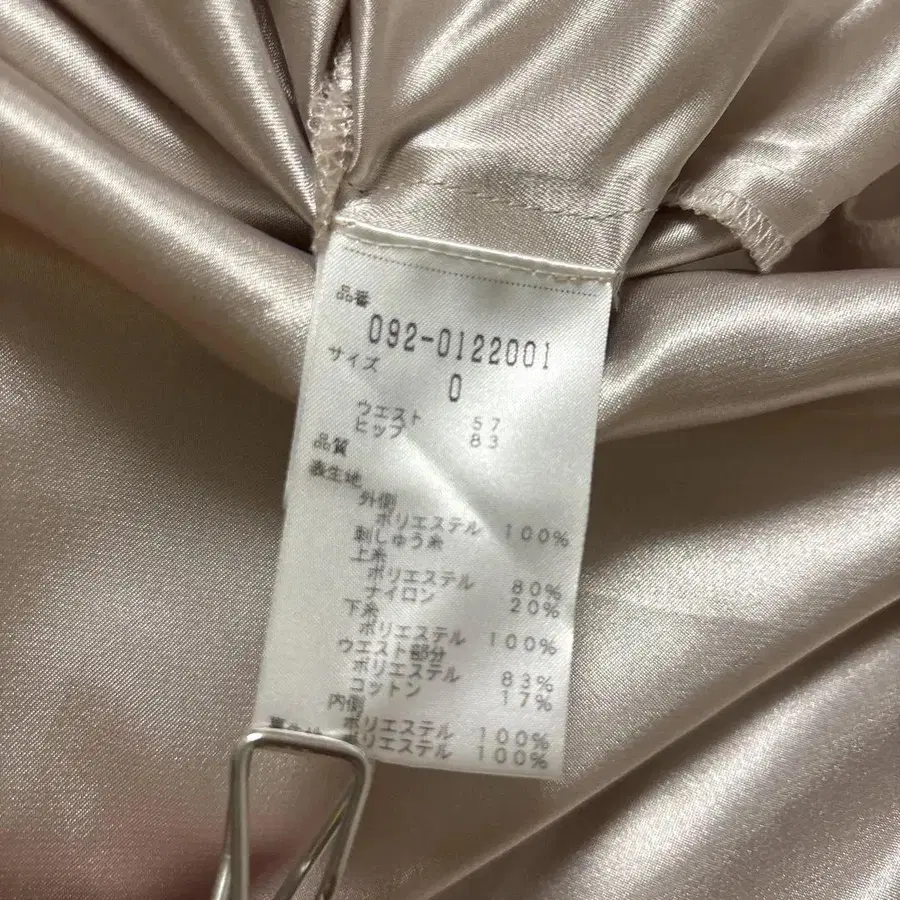 品番
092-0122001
サイズ
0
ウエスト 57
ヒップ 83
品質
表生地
外側
ポリエステル 100%
刺しゅう糸
上糸
ポリエステル 80%
ナイロン 20%
下糸
ポリエステル 100%
ウエスト部分
ポリエステル 83%
コットン 17%
内側
ポリエステル 100%
ポリエステル 100%